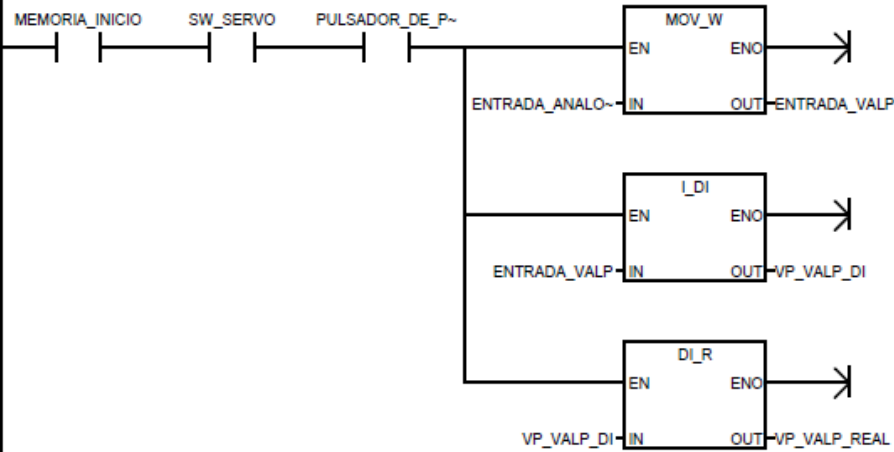 MEMORIA_INICIO SW_SERVO PULSADOR_DE_P~ MOV_W
EN ENO
ENTRADA_ANALO~ IN OUT ENTRADA_VALP
I_DI
EN ENO
ENTRADA_VALP IN OUT VP_VALP_DI
DI_R
EN ENO
VP_VALP_DI IN OUT VP_VALP_REAL